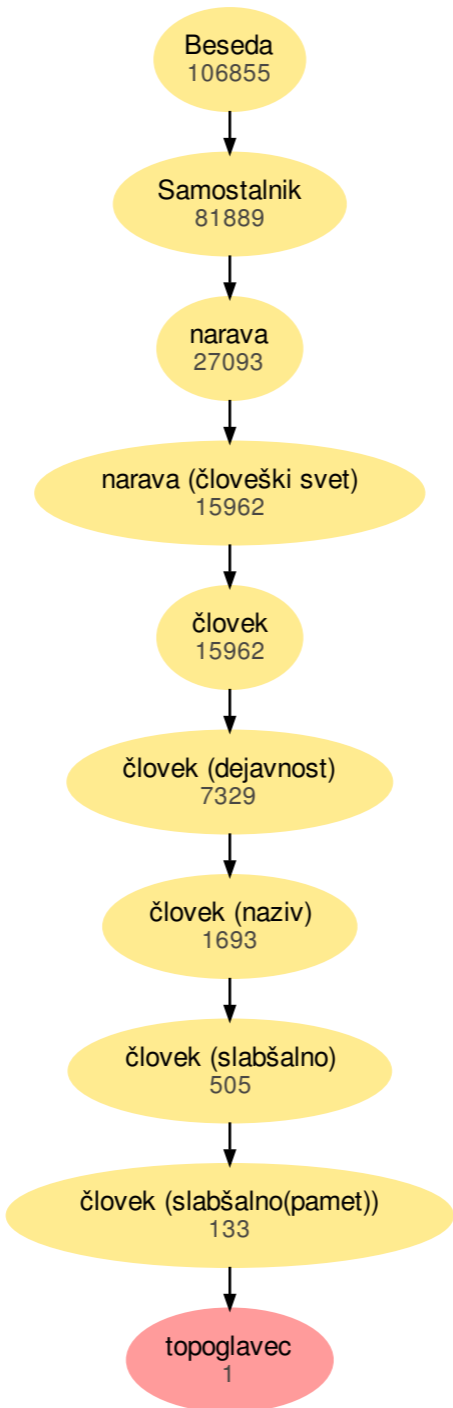 Beseda
106855
Samostalnik
81889
narava
27093
narava (človeški svet)
15962
človek
15962
človek (dejavnost)
7329
človek (naziv)
1693
človek (slabšalno)
505
človek (slabšalno(pamet))
133
topoglavec
1